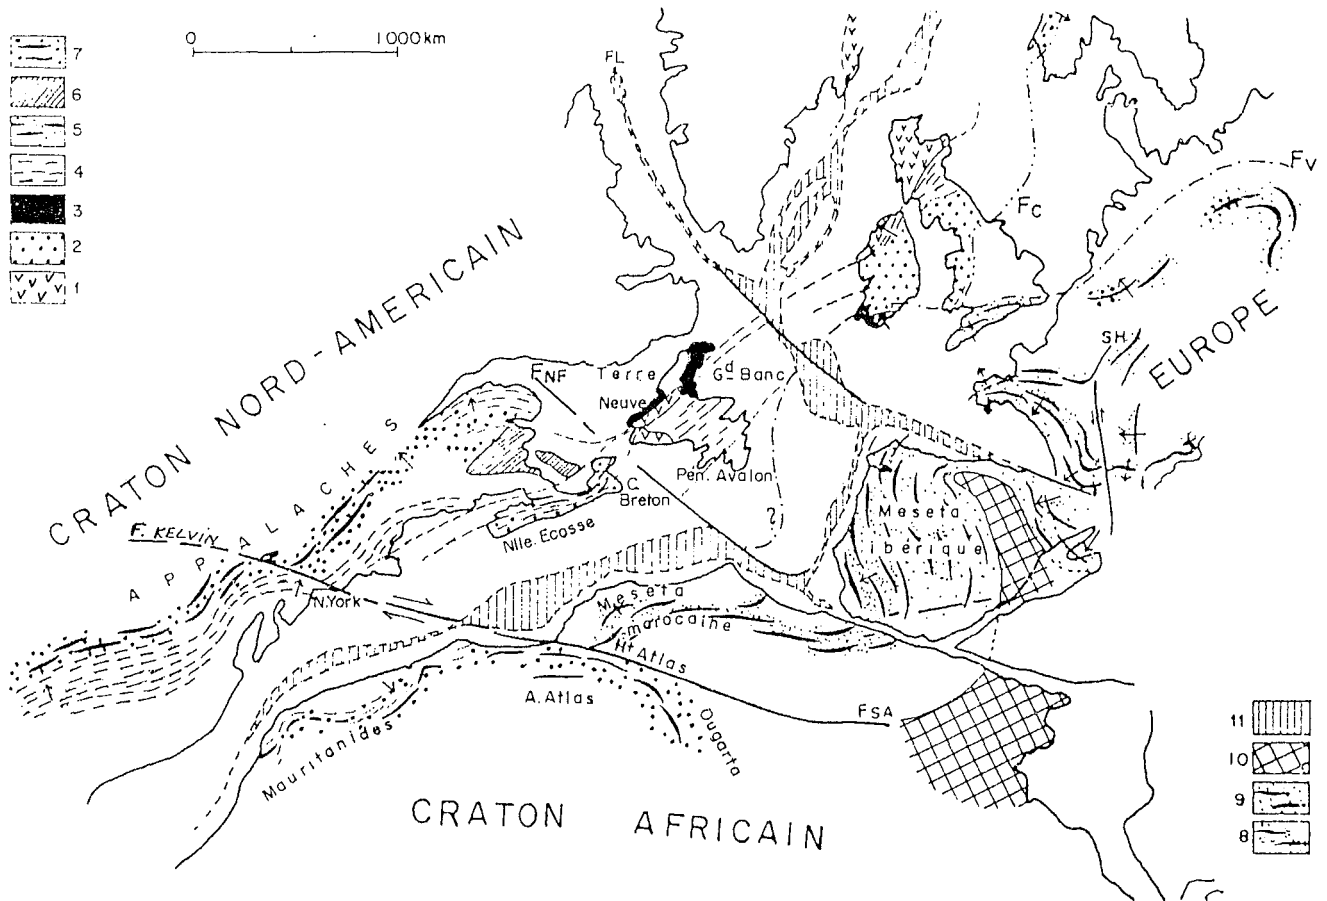 0
1000 km
7
6
5
4
3
2
1
FL
Fc
Fv
CRATON NORD-AMERICAIN
EUROPE
SH
FNF
Terre
Neuve
Gd Banc
Pén. Avalon
C.
Breton
Nlle. Ecosse
APPALACHES
F. KELVIN
N.York
?
Meseta
ibérique
Meseta
marocaine
Ht Atlas
A. Atlas
Ougarta
FSA
Mauritanides
CRATON AFRICAIN
11
10
9
8